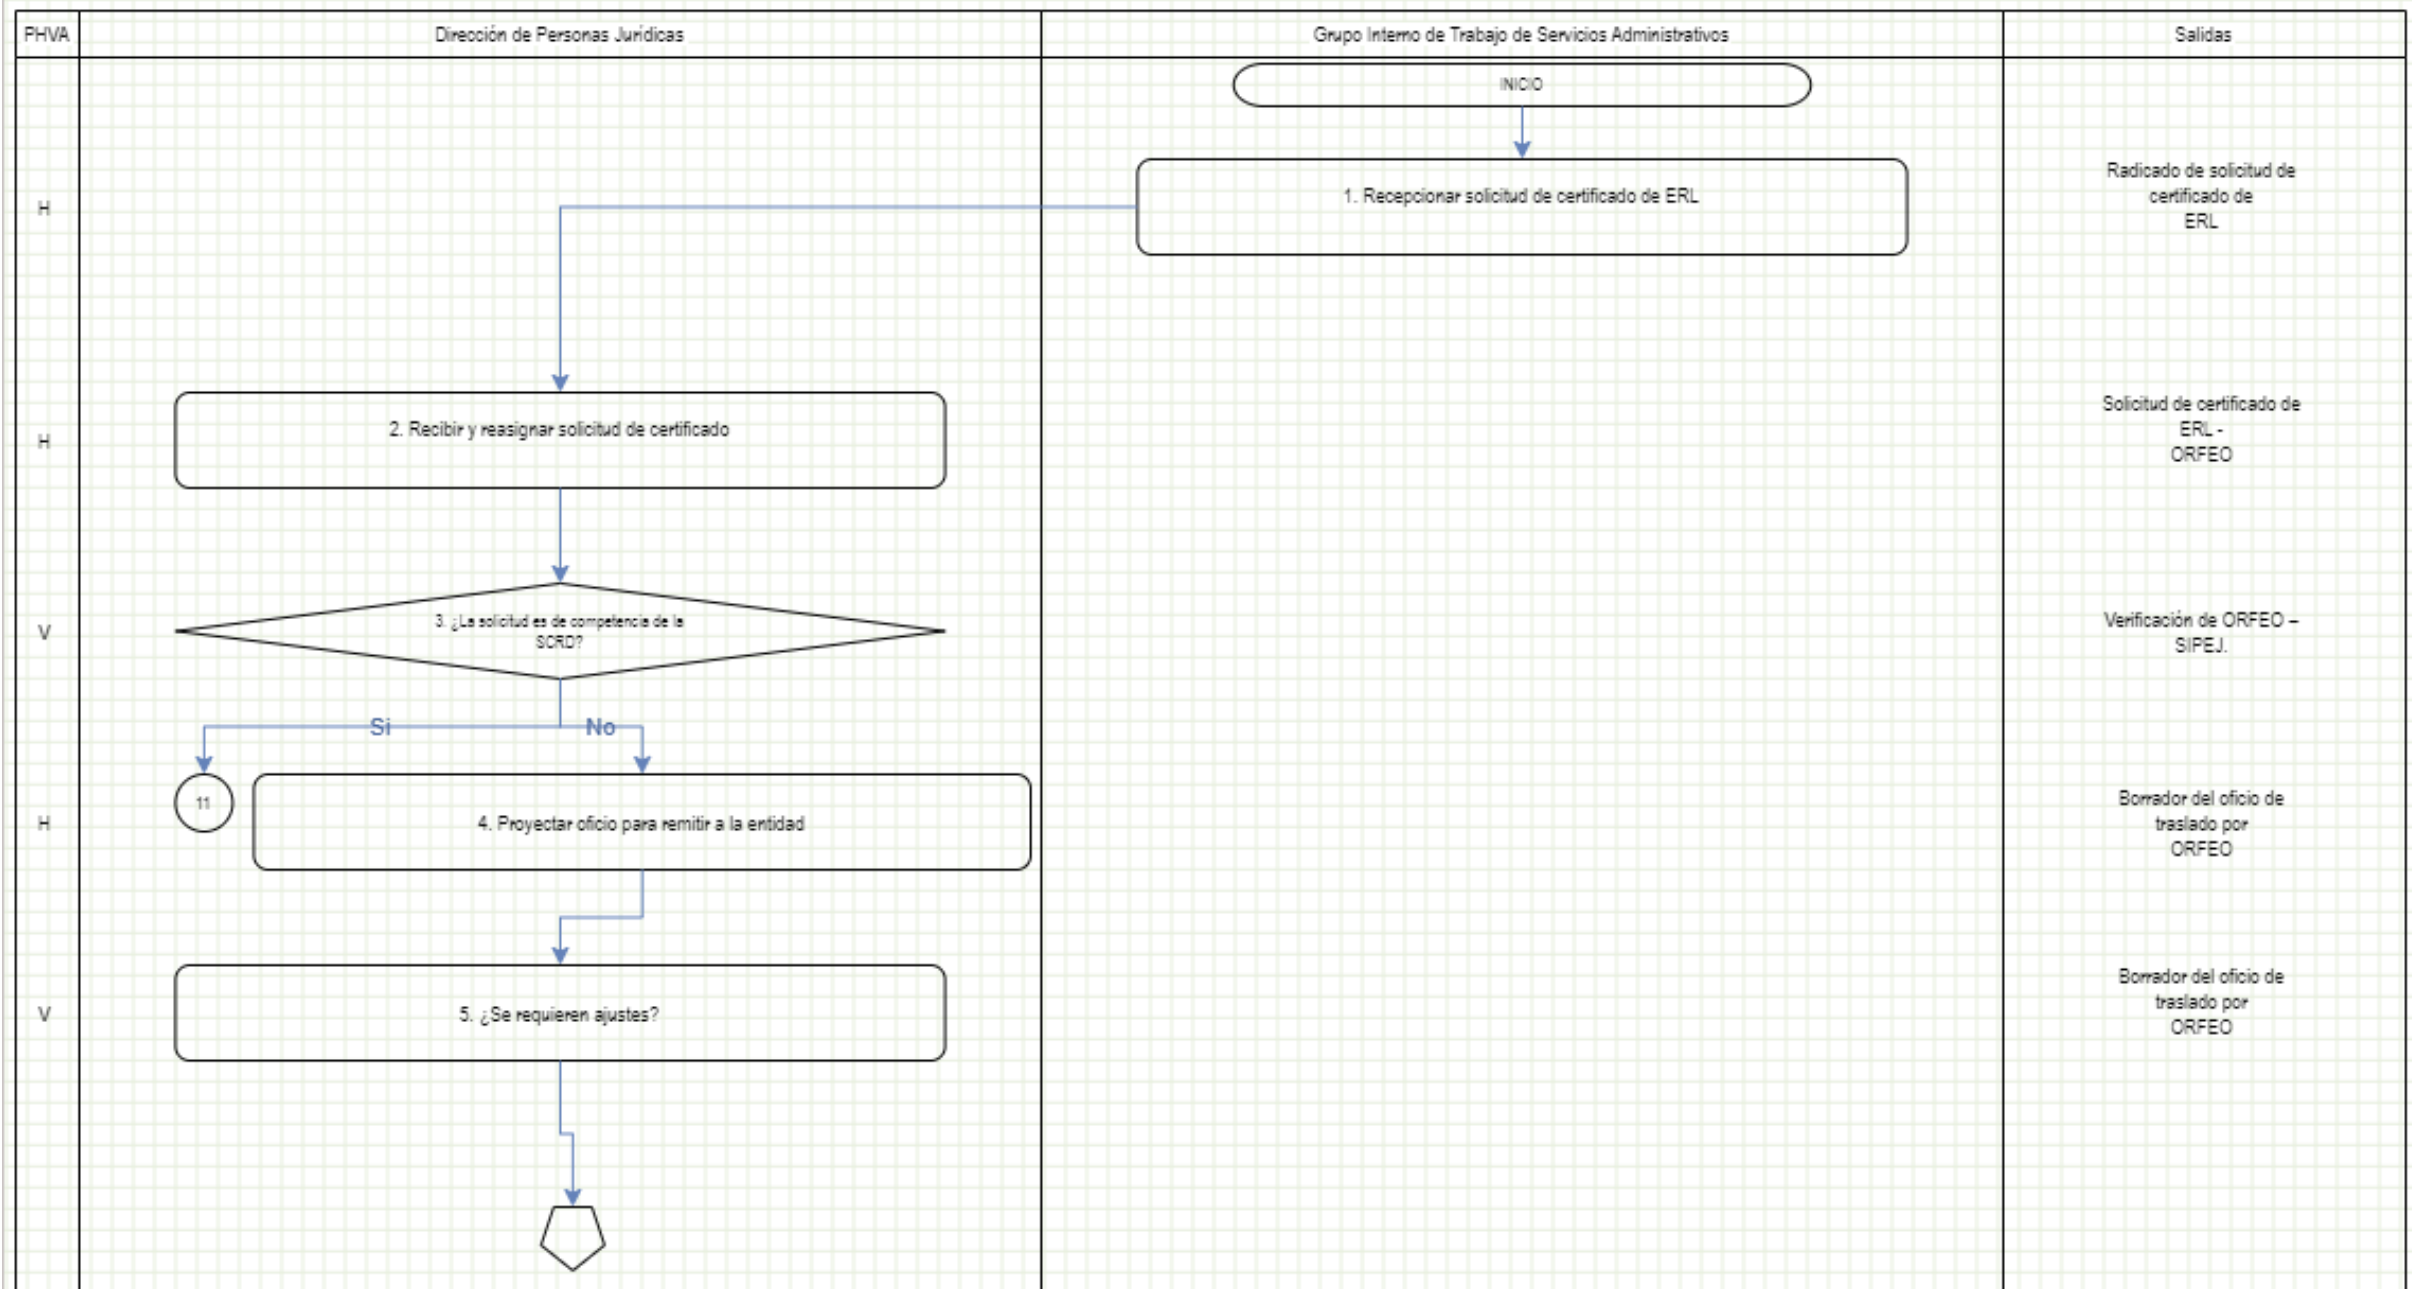 PHVA
Dirección de Personas Jurídicas
Grupo Interno de Trabajo de Servicios Administrativos
Salidas
INICIO
H
1. Recepcionar solicitud de certificado de ERL
Radicado de solicitud de
certificado de
ERL
H
2. Recibir y reasignar solicitud de certificado
Solicitud de certificado de
ERL -
ORFEO
V
3. ¿La solicitud es de competencia de la
SCRD?
Verificación de ORFEO –
SIPEJ.
Si
No
H
11
4. Proyectar oficio para remitir a la entidad
Borrador del oficio de
traslado por
ORFEO
V
5. ¿Se requieren ajustes?
Borrador del oficio de
traslado por
ORFEO